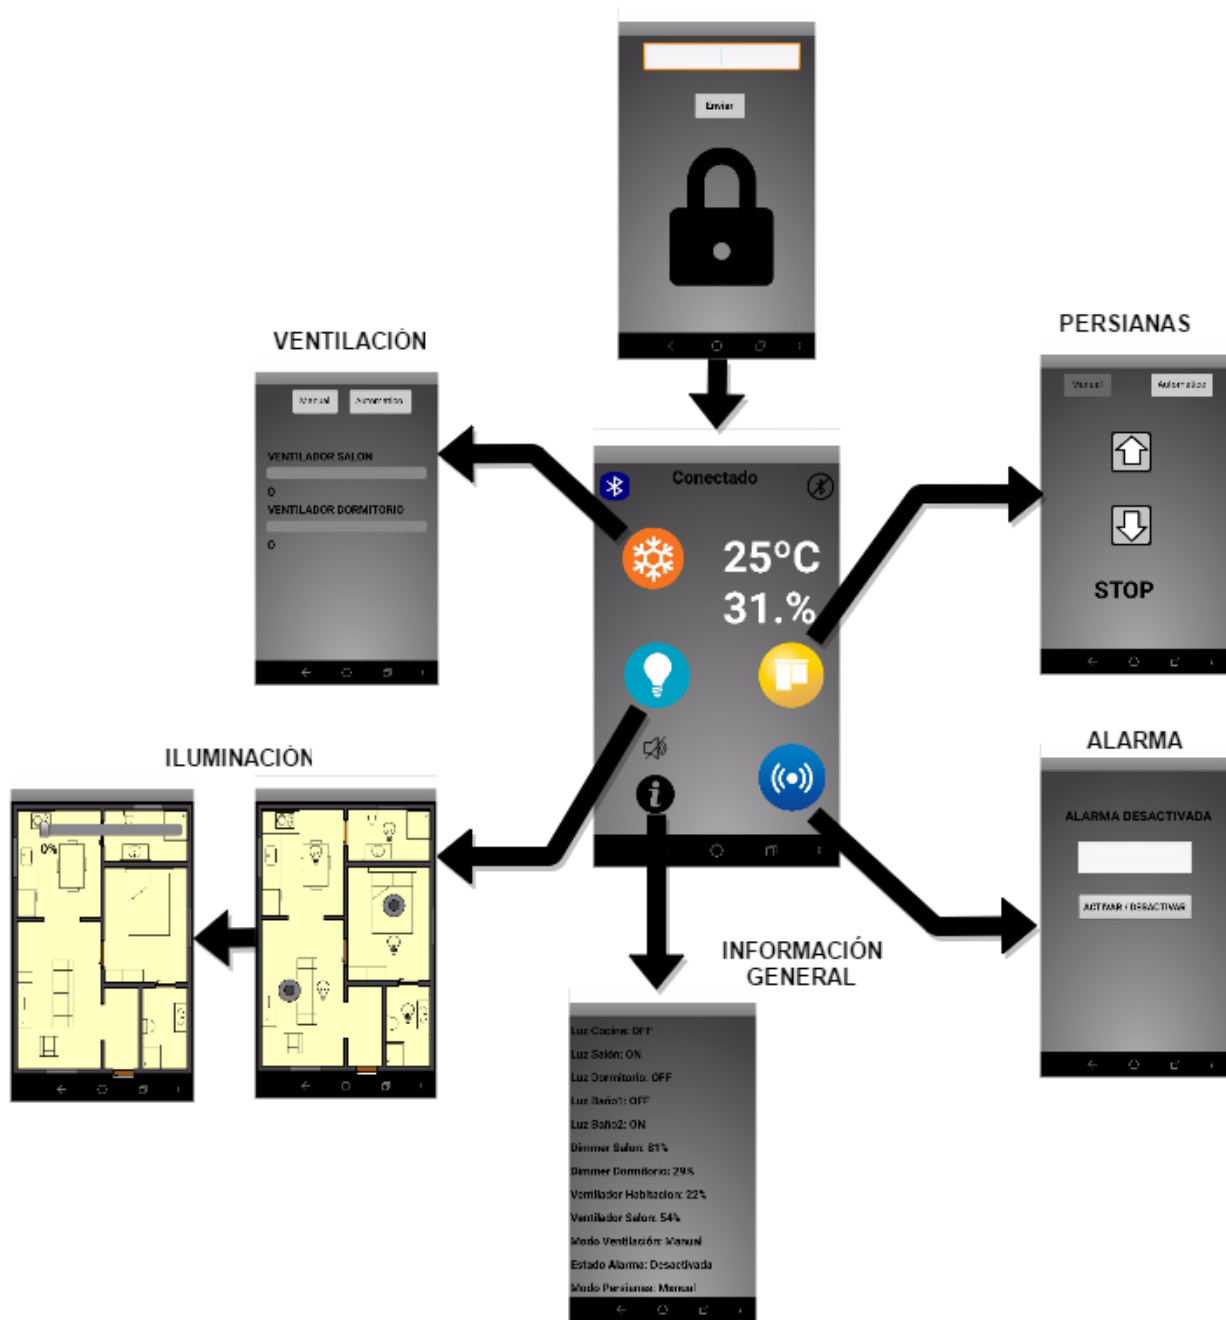 Enviar
VENTILACIÓN
PERSIANAS
Manual
Automatico
VENTILADOR SALON
0
VENTILADOR DORMITORIO
0
Conectado
25ºC
31.%
Manual
Automatico
STOP
ILUMINACIÓN
0%
ALARMA
ALARMA DESACTIVADA
ACTIVAR / DESACTIVAR
INFORMACIÓN
GENERAL
Luz Cocina: OFF
Luz Salón: ON
Luz Dormitorio: OFF
Luz Baño1: OFF
Luz Baño2: ON
Dimmer Salon: 81%
Dimmer Dormitorio: 29%
Ventilador Habitacion: 22%
Ventilador Salon: 54%
Modo Ventilación: Manual
Estado Alarma: Desactivada
Modo Persianas: Manual